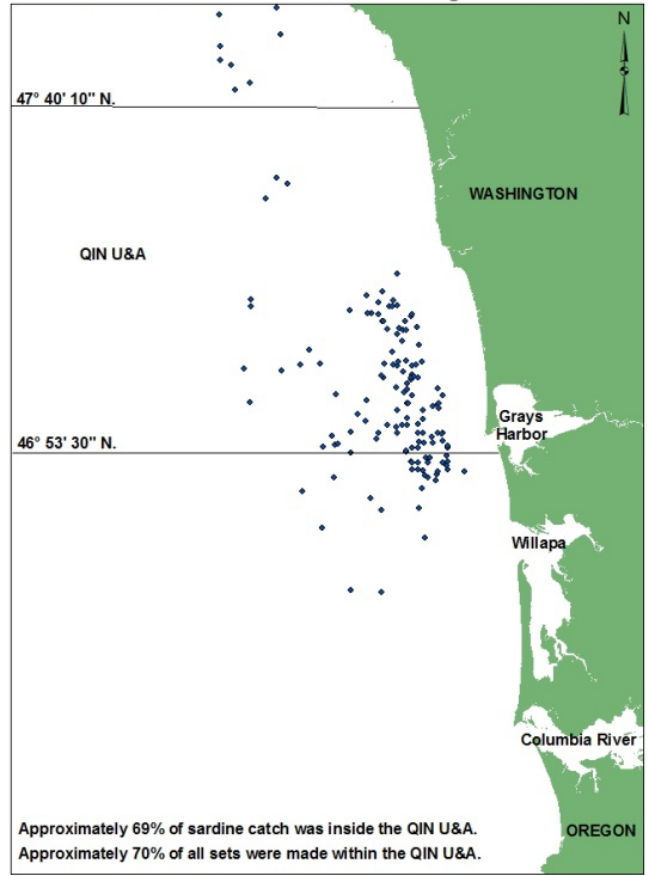 N
47° 40' 10" N.
WASHINGTON
QIN U&A
Grays
Harbor
46° 53' 30" N.
Willapa
Columbia River
Approximately 69% of sardine catch was inside the QIN U&A.
OREGON
Approximately 70% of all sets were made within the QIN U&A.